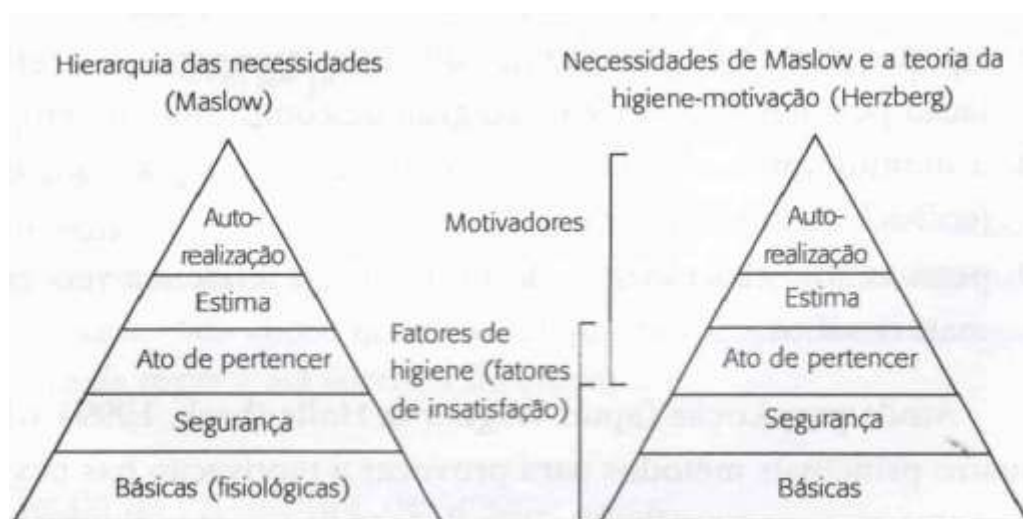 Hierarquia das necessidades
(Maslow)
Auto-
realização
Estima
Ato de pertencer
Segurança
Básicas (fisiológicas)
Necessidades de Maslow e a teoria da
higiene-motivação (Herzberg)
Motivadores
Fatores de
higiene (fatores
de insatisfação)
Auto-
realização
Estima
Ato de pertencer
Segurança
Básicas